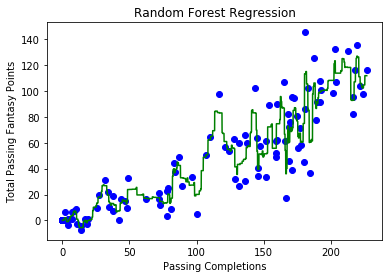 Random Forest Regression
Total Passing Fantasy Points
140
120
100
80
60
40
20
0
0 50 100 150 200
Passing Completions